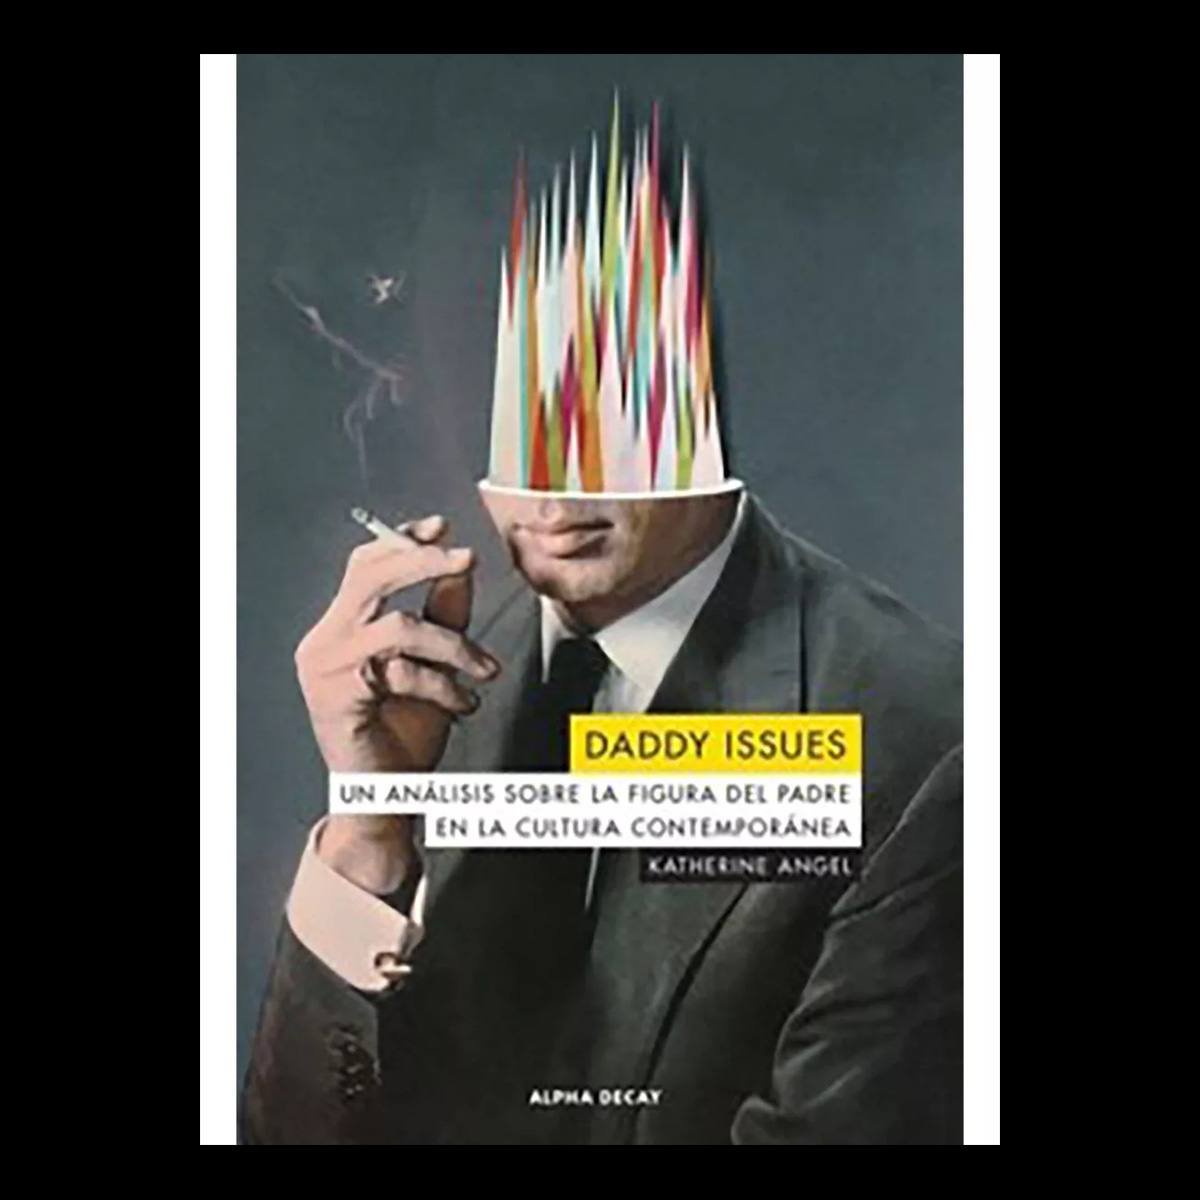 DADDY ISSUES
UN ANÁLISIS SOBRE LA FIGURA DEL PADRE
EN LA CULTURA CONTEMPORÁNEA
KATHERINE ANGEL
ALPHA DECAY